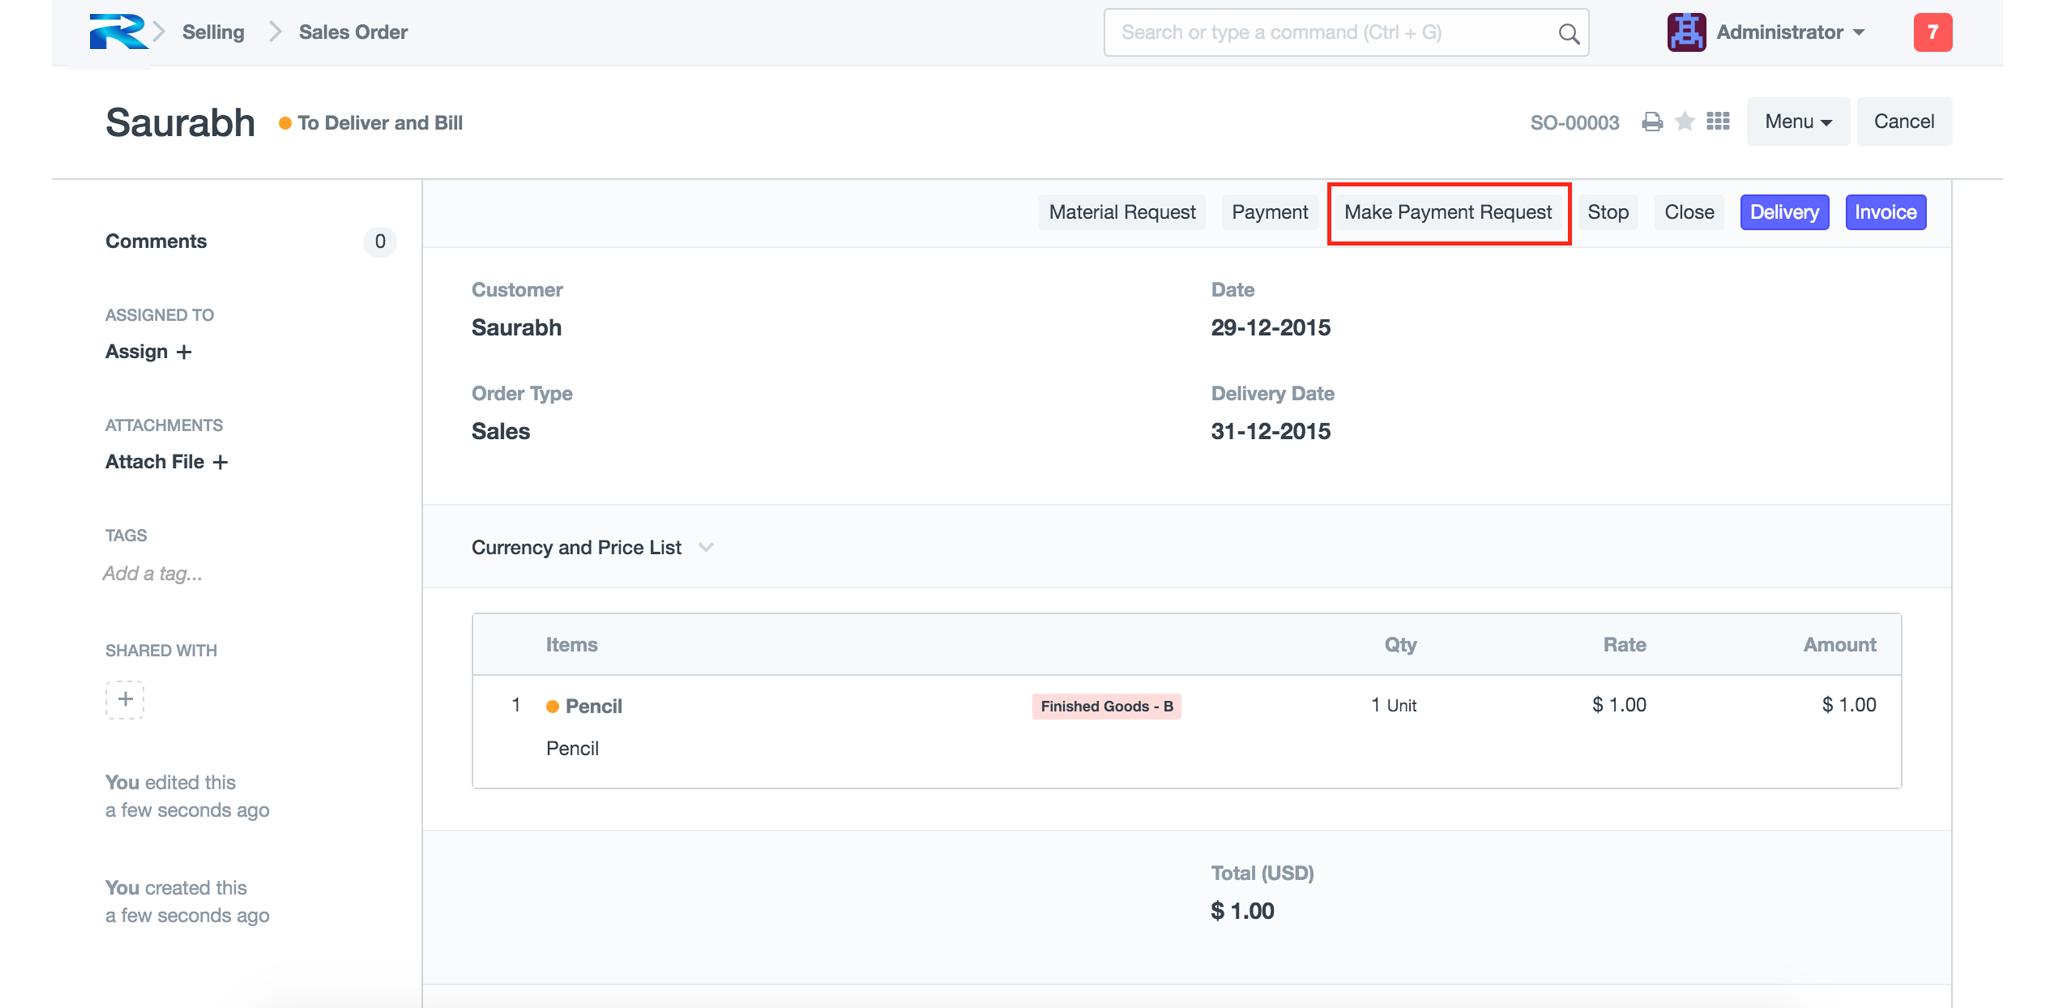 Selling
Sales Order
Search or type a command (Ctrl + G)
Administrator
7
Saurabh
To Deliver and Bill
SO-00003
Menu
Cancel
Material Request
Payment
Make Payment Request
Stop
Close
Delivery
Invoice
Comments
0
ASSIGNED TO
Assign +
ATTACHMENTS
Attach File +
TAGS
Add a tag...
SHARED WITH
+
You edited this
a few seconds ago
You created this
a few seconds ago
Customer
Saurabh
Date
29-12-2015
Order Type
Sales
Delivery Date
31-12-2015
Currency and Price List
Items Qty Rate Amount
1 Pencil Finished Goods - B 1 Unit $ 1.00 $ 1.00
Pencil
Total (USD)
$ 1.00